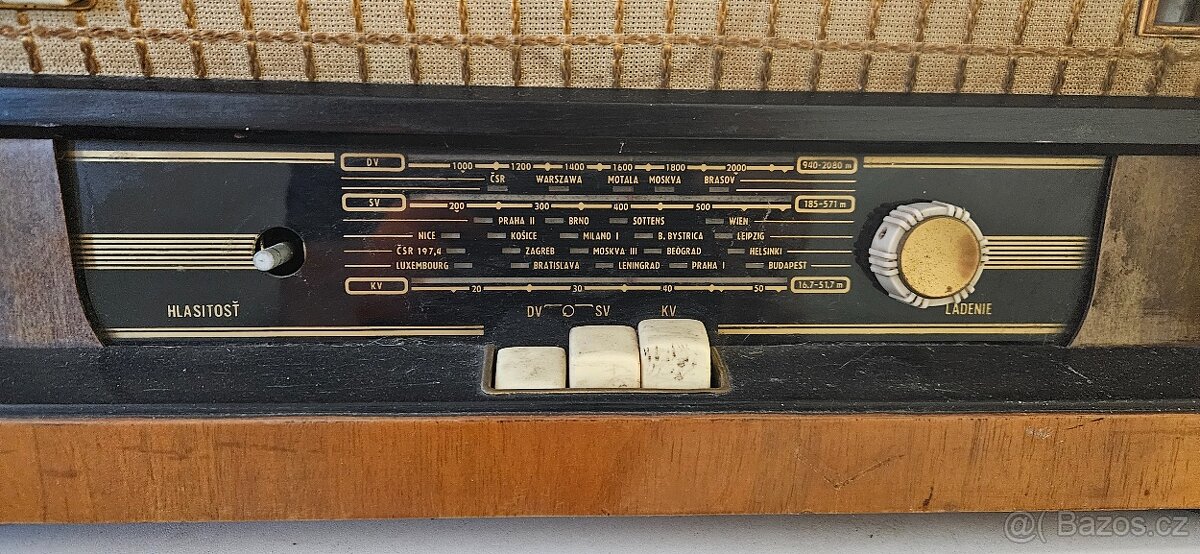 DV 1000 1200 1400 1600 1800 2000 940-2080 m
ČSR WARSZAWA MOTALA MOSKVA BRASOV
SV 200 300 400 500 185-571 m
PRAHA II BRNO SOTTENS WIEN
NICE KOŠICE MILANO I B. BYSTRICA LEIPZIG
ČSR 197,4 ZAGREB MOSKVA III BEOGRAD HELSINKI
LUXEMBOURG BRATISLAVA LENINGRAD PRAHA I BUDAPEST
KV 20 30 40 50 16,7-51,7 m
HLASITOSŤ DV SV KV LADENIE
@( Bazos.cz